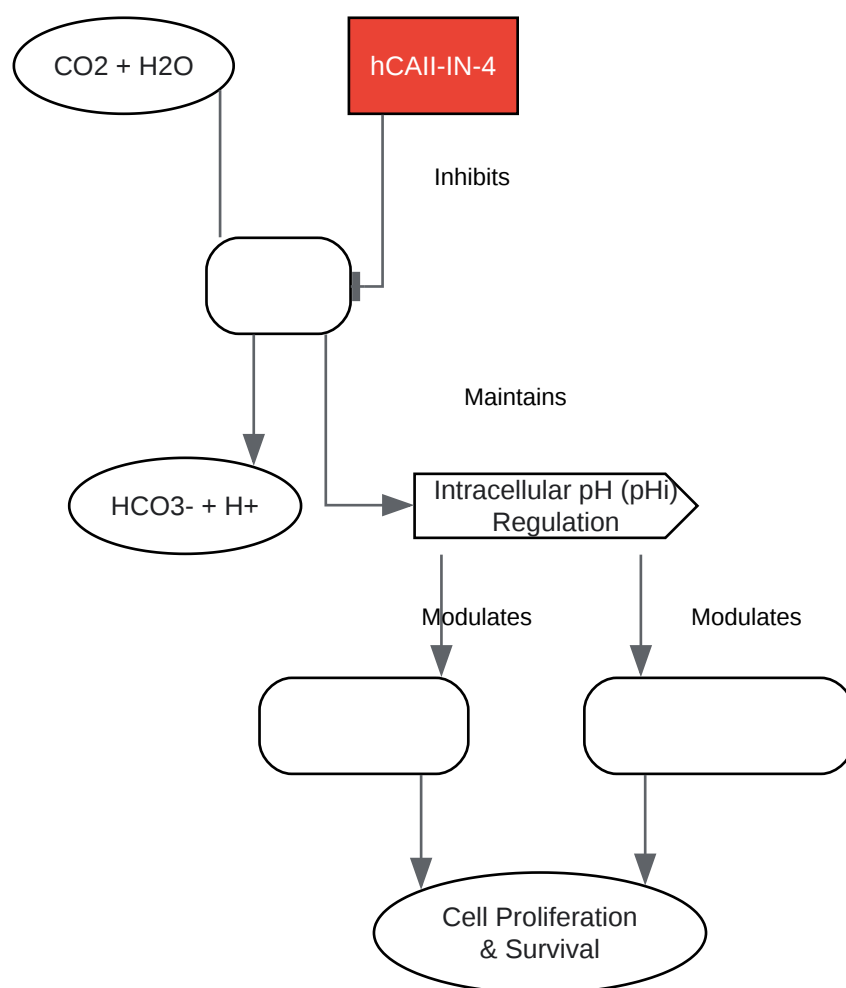 CO2 + H2O
hCAII-IN-4
Inhibits
Maintains
HCO3- + H+
Intracellular pH (pHi)
Regulation
Modulates
Modulates
Cell Proliferation
& Survival